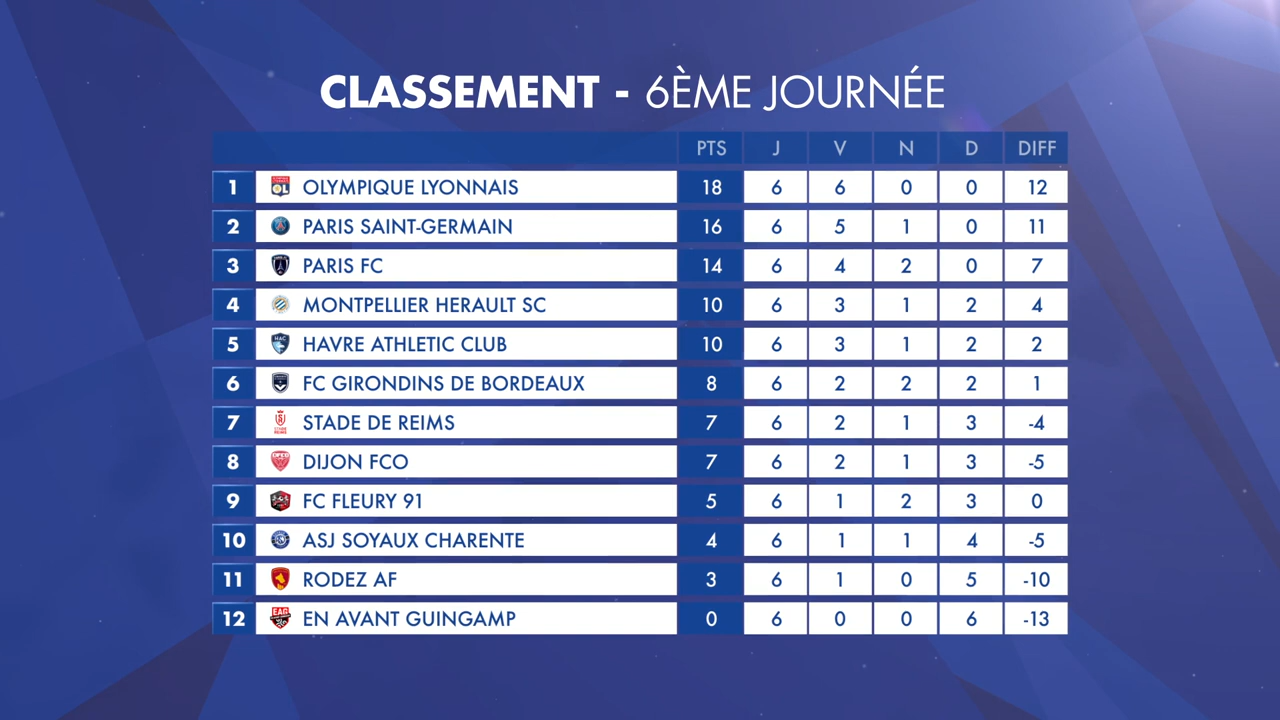 CLASSEMENT - 6ÈME JOURNÉE
PTS J V N D DIFF
1 OLYMPIQUE LYONNAIS 18 6 6 0 0 12
2 PARIS SAINT-GERMAIN 16 6 5 1 0 11
3 PARIS FC 14 6 4 2 0 7
4 MONTPELLIER HERAULT SC 10 6 3 1 2 4
5 HAVRE ATHLETIC CLUB 10 6 3 1 2 2
6 FC GIRONDINS DE BORDEAUX 8 6 2 2 2 1
7 STADE DE REIMS 7 6 2 1 3 -4
8 DIJON FCO 7 6 2 1 3 -5
9 FC FLEURY 91 5 6 1 2 3 0
10 ASJ SOYAUX CHARENTE 4 6 1 1 4 -5
11 RODEZ AF 3 6 1 0 5 -10
12 EN AVANT GUINGAMP 0 6 0 0 6 -13